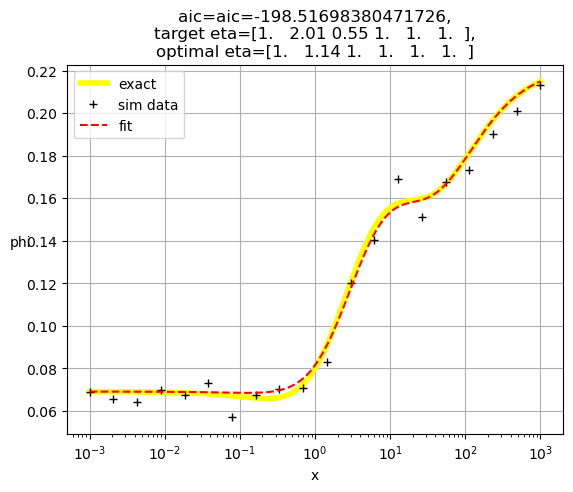 aic=aic=-198.51698380471726,
target eta=[1.   2.01 0.55 1.   1.   1.  ],
optimal eta=[1.   1.14 1.   1.   1.   1.  ]
exact
sim data
fit
phi
0.22
0.20
0.18
0.16
0.14
0.12
0.10
0.08
0.06
10⁻³ 10⁻² 10⁻¹ 10⁰ 10¹ 10² 10³
x